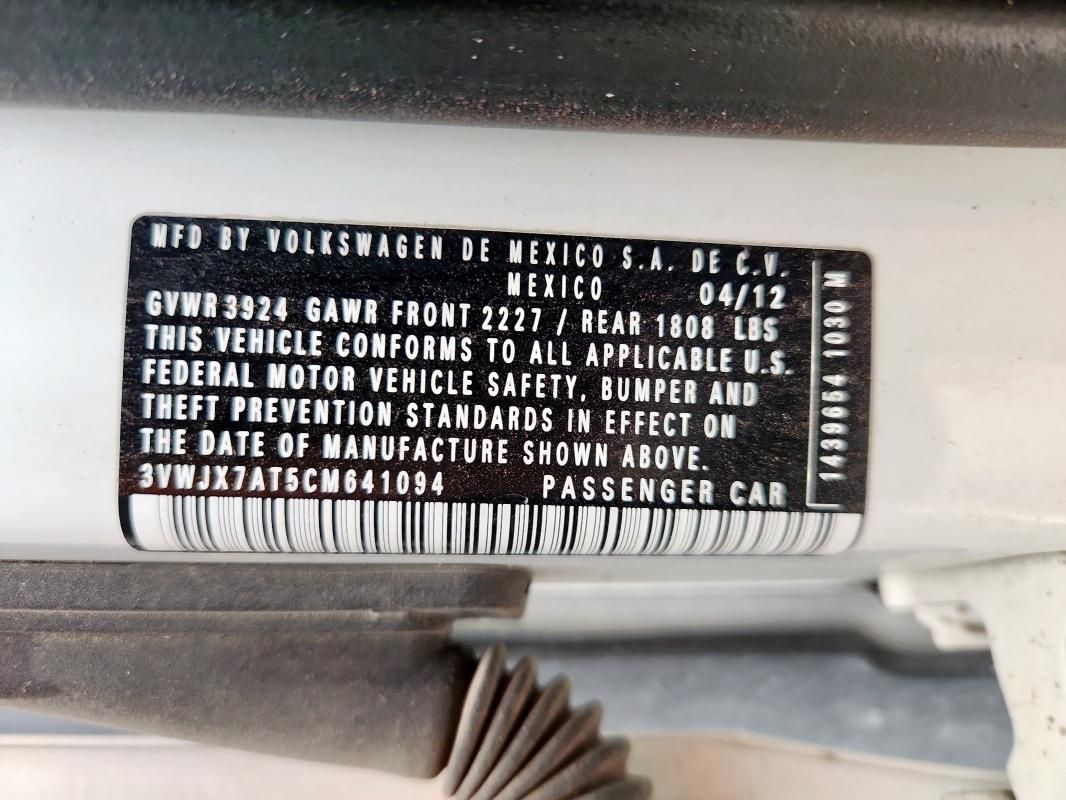 MFD BY VOLKSWAGEN DE MEXICO S.A. DE C.V.
MEXICO 04/12
GVWR 3924 GAWR FRONT 2227 / REAR 1808 LBS
THIS VEHICLE CONFORMS TO ALL APPLICABLE U.S.
FEDERAL MOTOR VEHICLE SAFETY, BUMPER AND
THEFT PREVENTION STANDARDS IN EFFECT ON
THE DATE OF MANUFACTURE SHOWN ABOVE.
3VWJX7AT5CM641094 PASSENGER CAR
1439654 1030 M